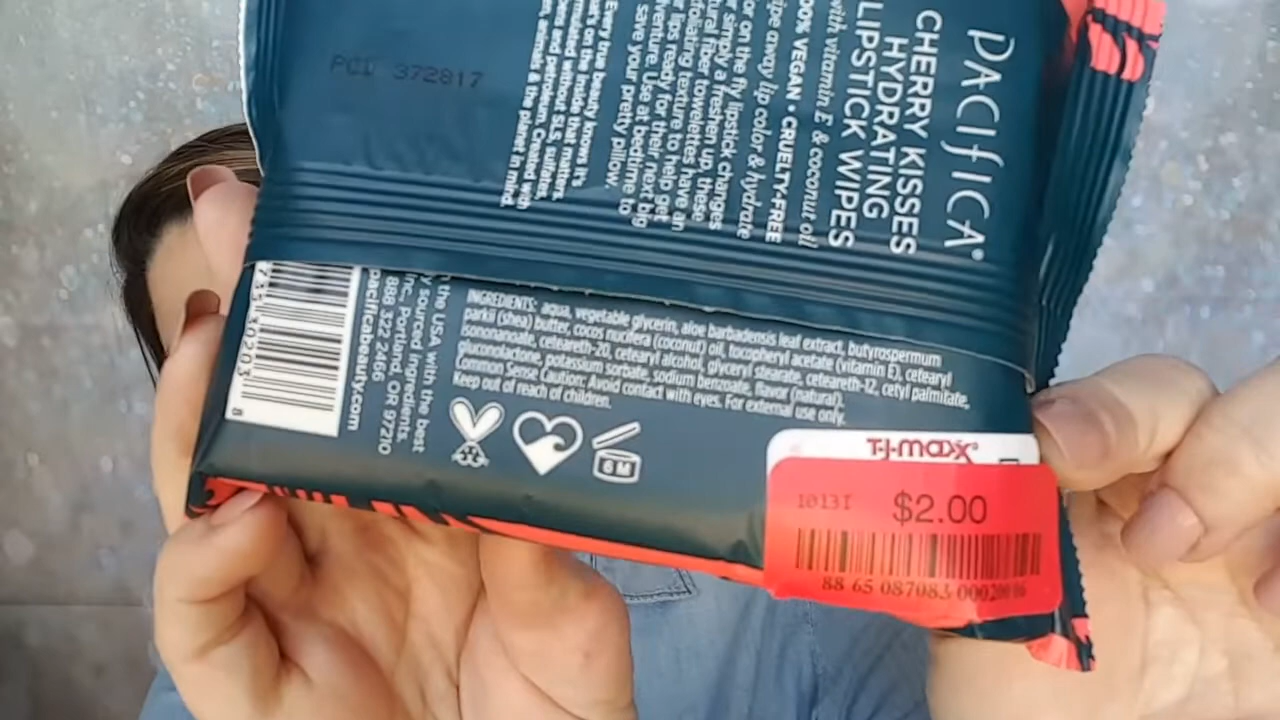 PACIFICA®
CHERRY KISSES
HYDRATING
LIPSTICK WIPES
with vitamin E & coconut oil
100% VEGAN • CRUELTY-FREE
wipe away lip color & hydrate
for on the fly lipstick changes
or simply a freshen up, these
natural fiber towelettes have an
exfoliating texture to help get
your lips ready for their next big
adventure. Use at bedtime to
save your pretty pillow.
Every true beauty knows it's
what's on the inside that matters.
Formulated without SLS, sulfates,
and petroleum. Created with
animals & the planet in mind.
PCI 372817
the USA with the best
sourced ingredients.
Inc., Portland, OR 97210
888 322 2466
pacificabeauty.com
8
INGREDIENTS: aqua, vegetable glycerin, aloe barbadensis leaf extract, butyrospermum
parkii (shea) butter, cocos nucifera (coconut) oil, tocopheryl acetate (vitamin E), cetearyl
isononanoate, ceteareth-20, cetearyl alcohol, glyceryl stearate, ceteareth-12, cetyl palmitate,
gluconolactone, potassium sorbate, sodium benzoate, flavor (natural).
Common Sense Caution: Avoid contact with eyes. For external use only.
Keep out of reach of children.
6 M
T·J·maxx®
1013I $2.00
88 65 087083 000200